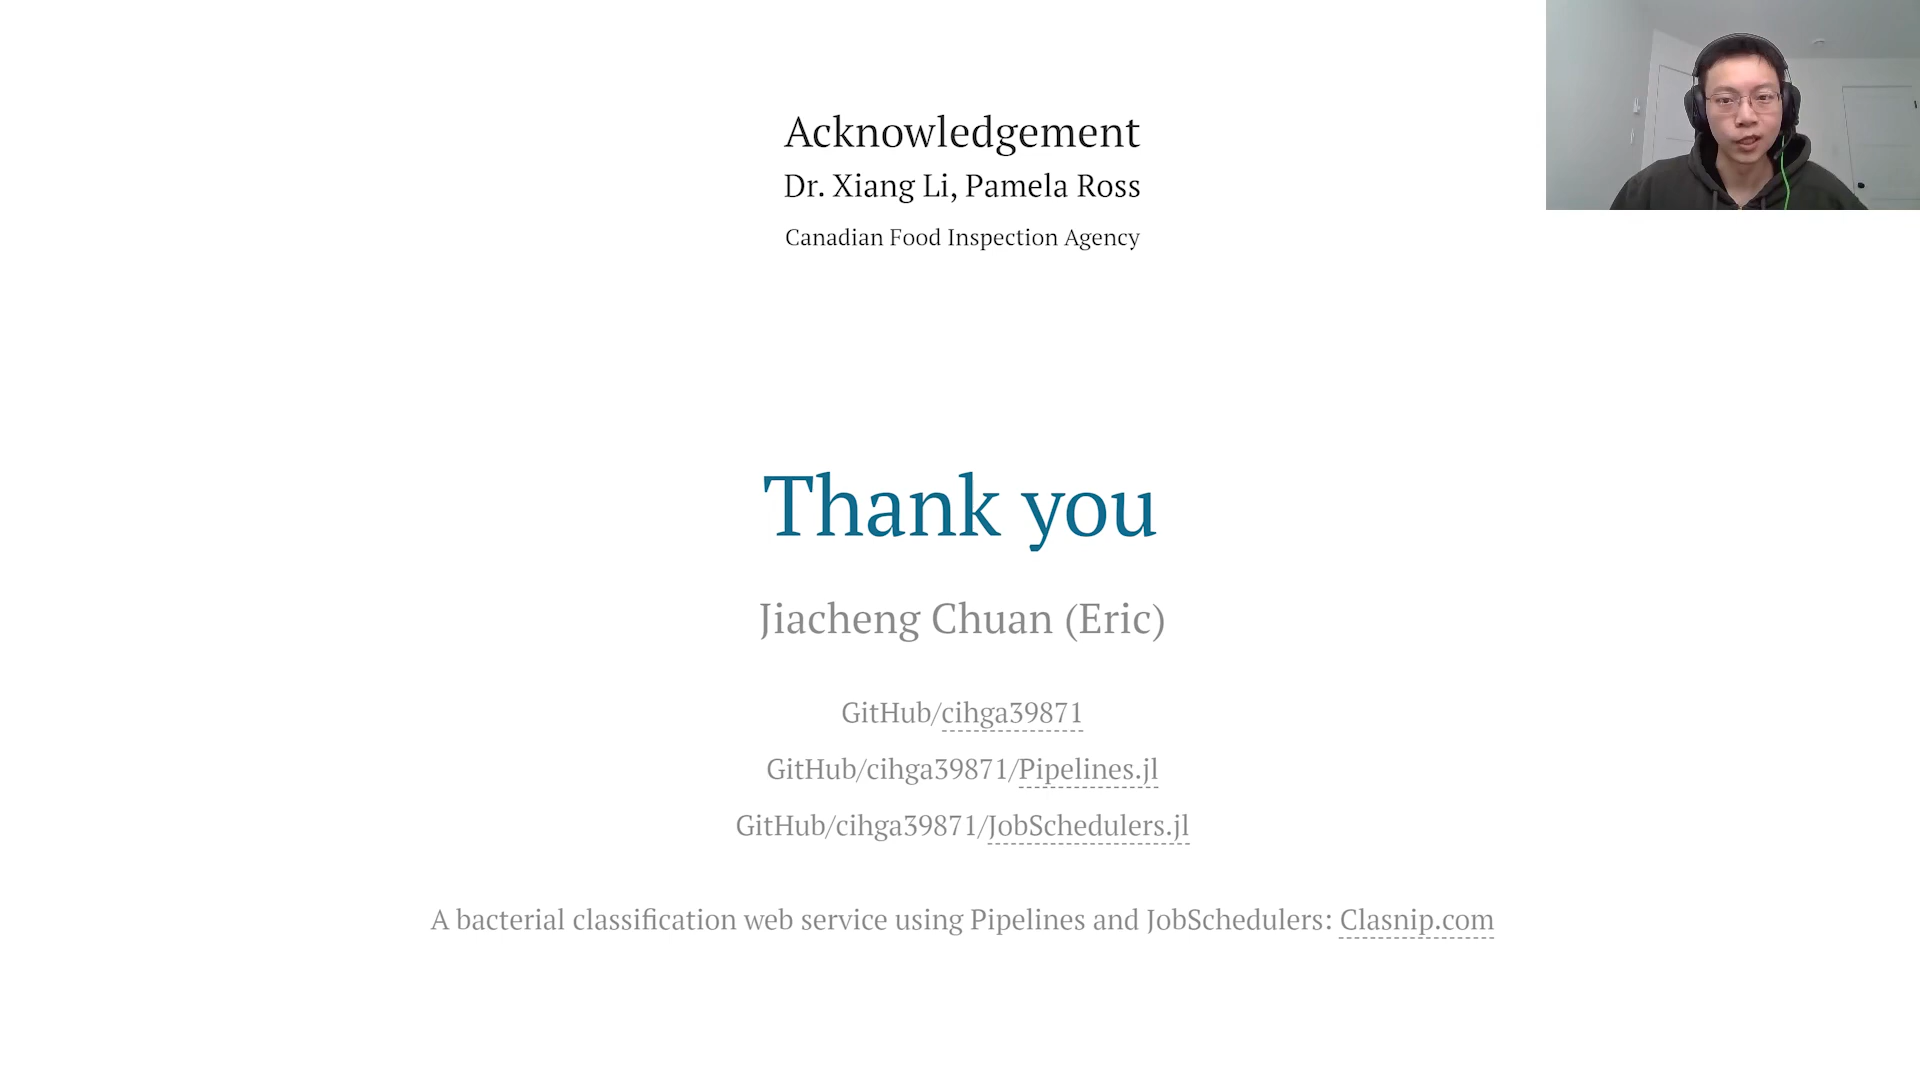 Acknowledgement
Dr. Xiang Li, Pamela Ross
Canadian Food Inspection Agency
Thank you
Jiacheng Chuan (Eric)
GitHub/cihga39871
GitHub/cihga39871/Pipelines.jl
GitHub/cihga39871/JobSchedulers.jl
A bacterial classification web service using Pipelines and JobSchedulers: Clasnip.com